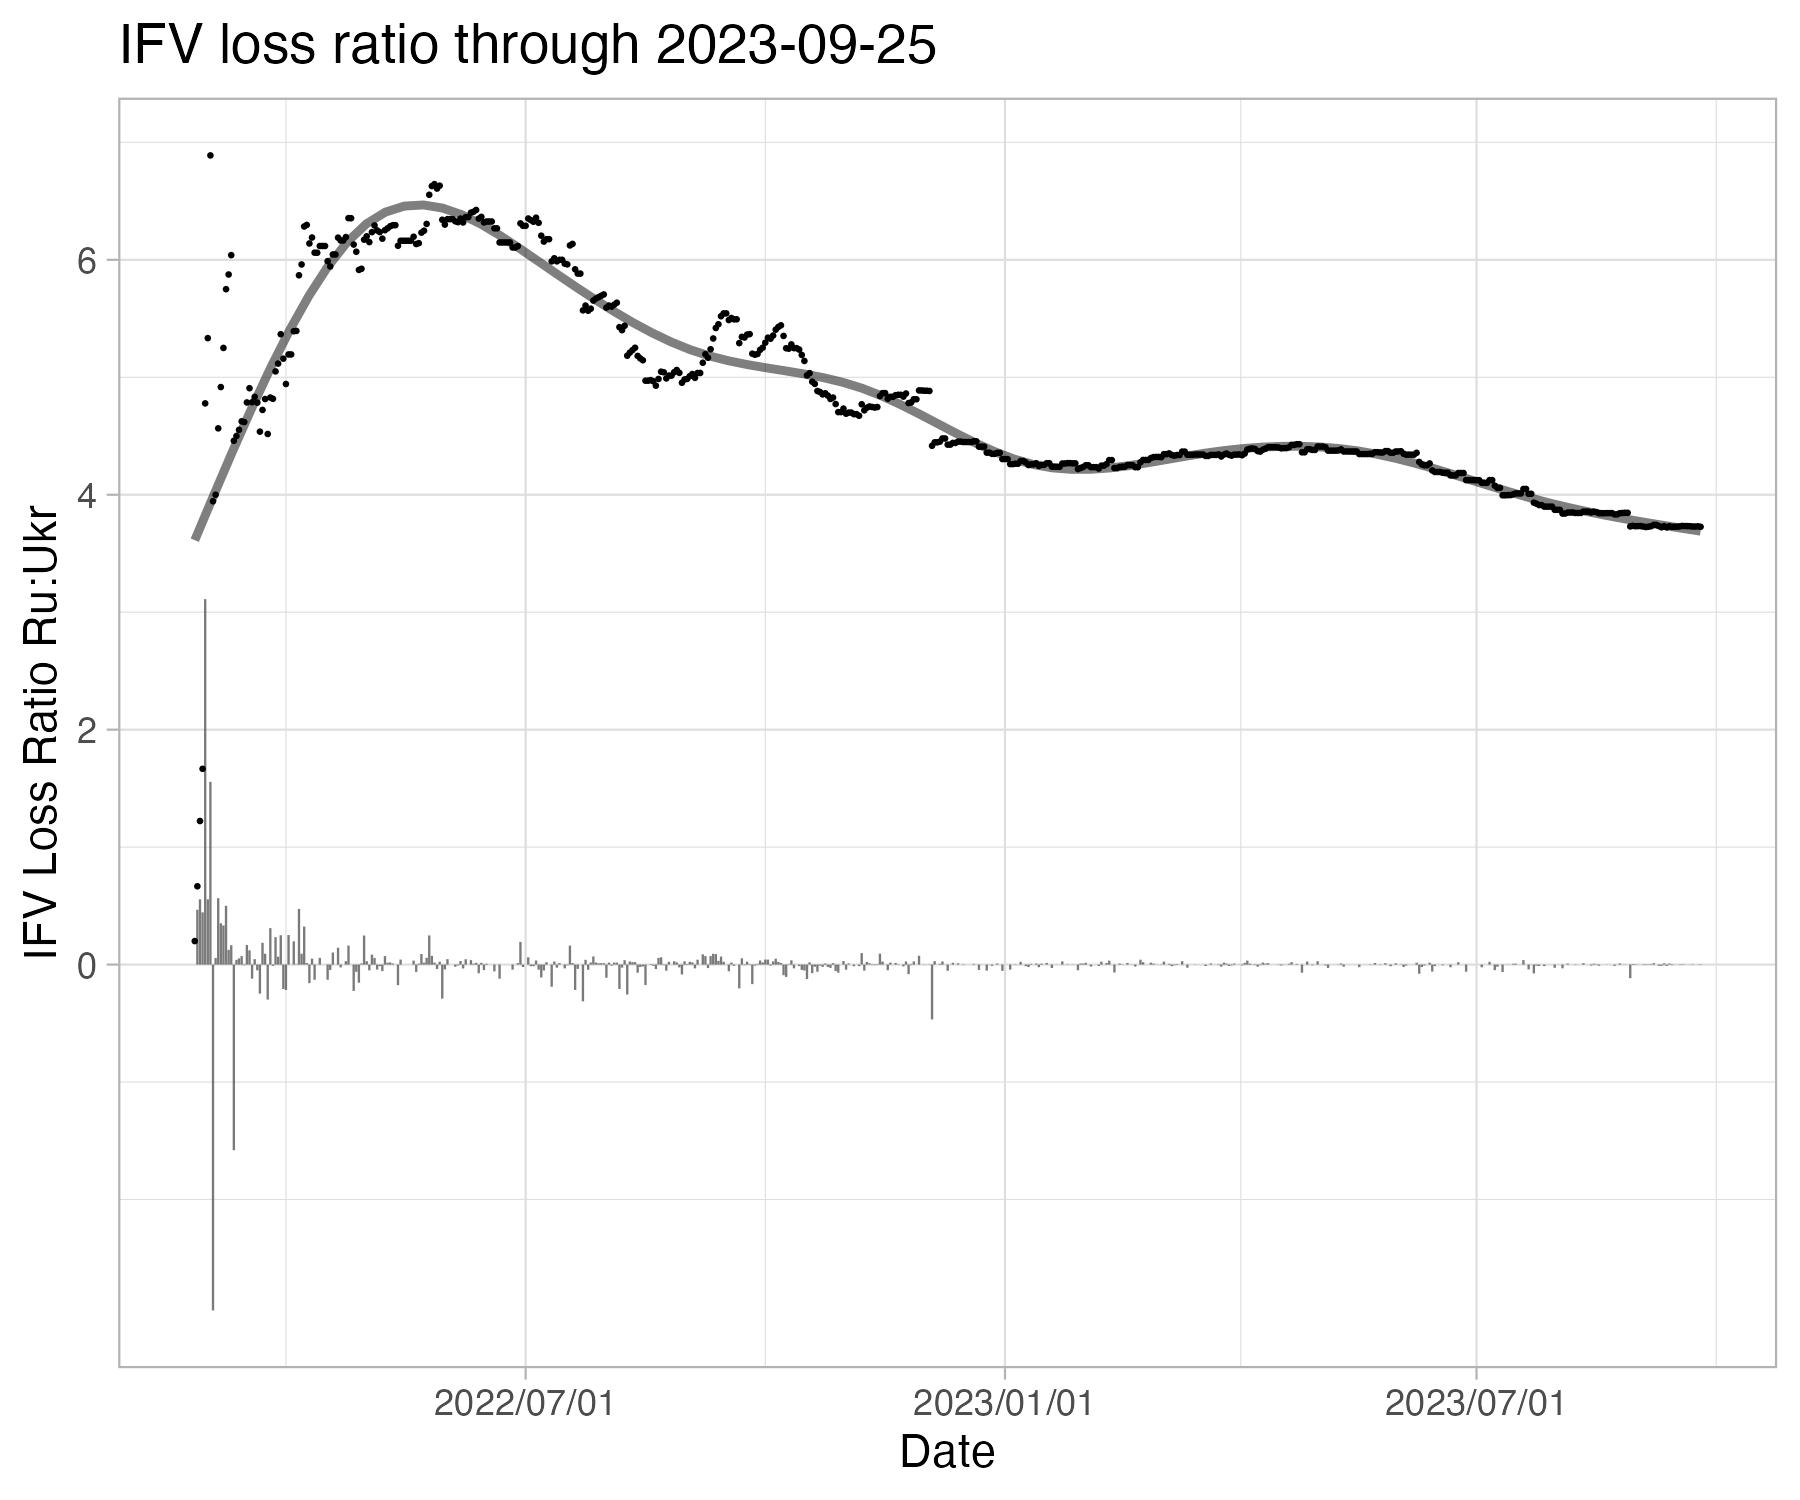 IFV loss ratio through 2023-09-25
IFV Loss Ratio Ru:Ukr
6
4
2
0
2022/07/01
2023/01/01
2023/07/01
Date